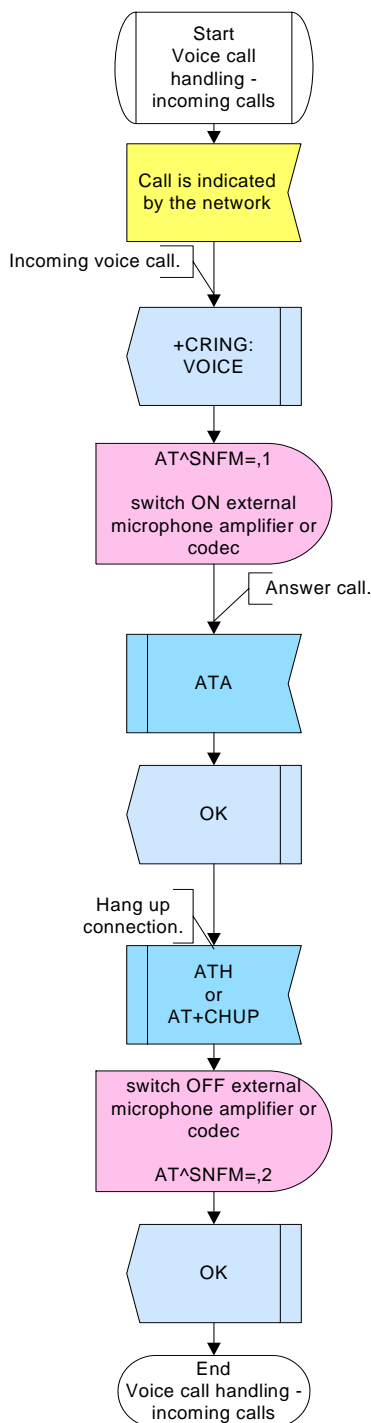 Start
Voice call
handling -
incoming calls
Call is indicated
by the network
Incoming voice call.
+CRING:
VOICE
AT^SNFM=,1
switch ON external
microphone amplifier or
codec
Answer call.
ATA
OK
Hang up
connection.
ATH
or
AT+CHUP
switch OFF external
microphone amplifier or
codec
AT^SNFM=,2
OK
End
Voice call handling -
incoming calls